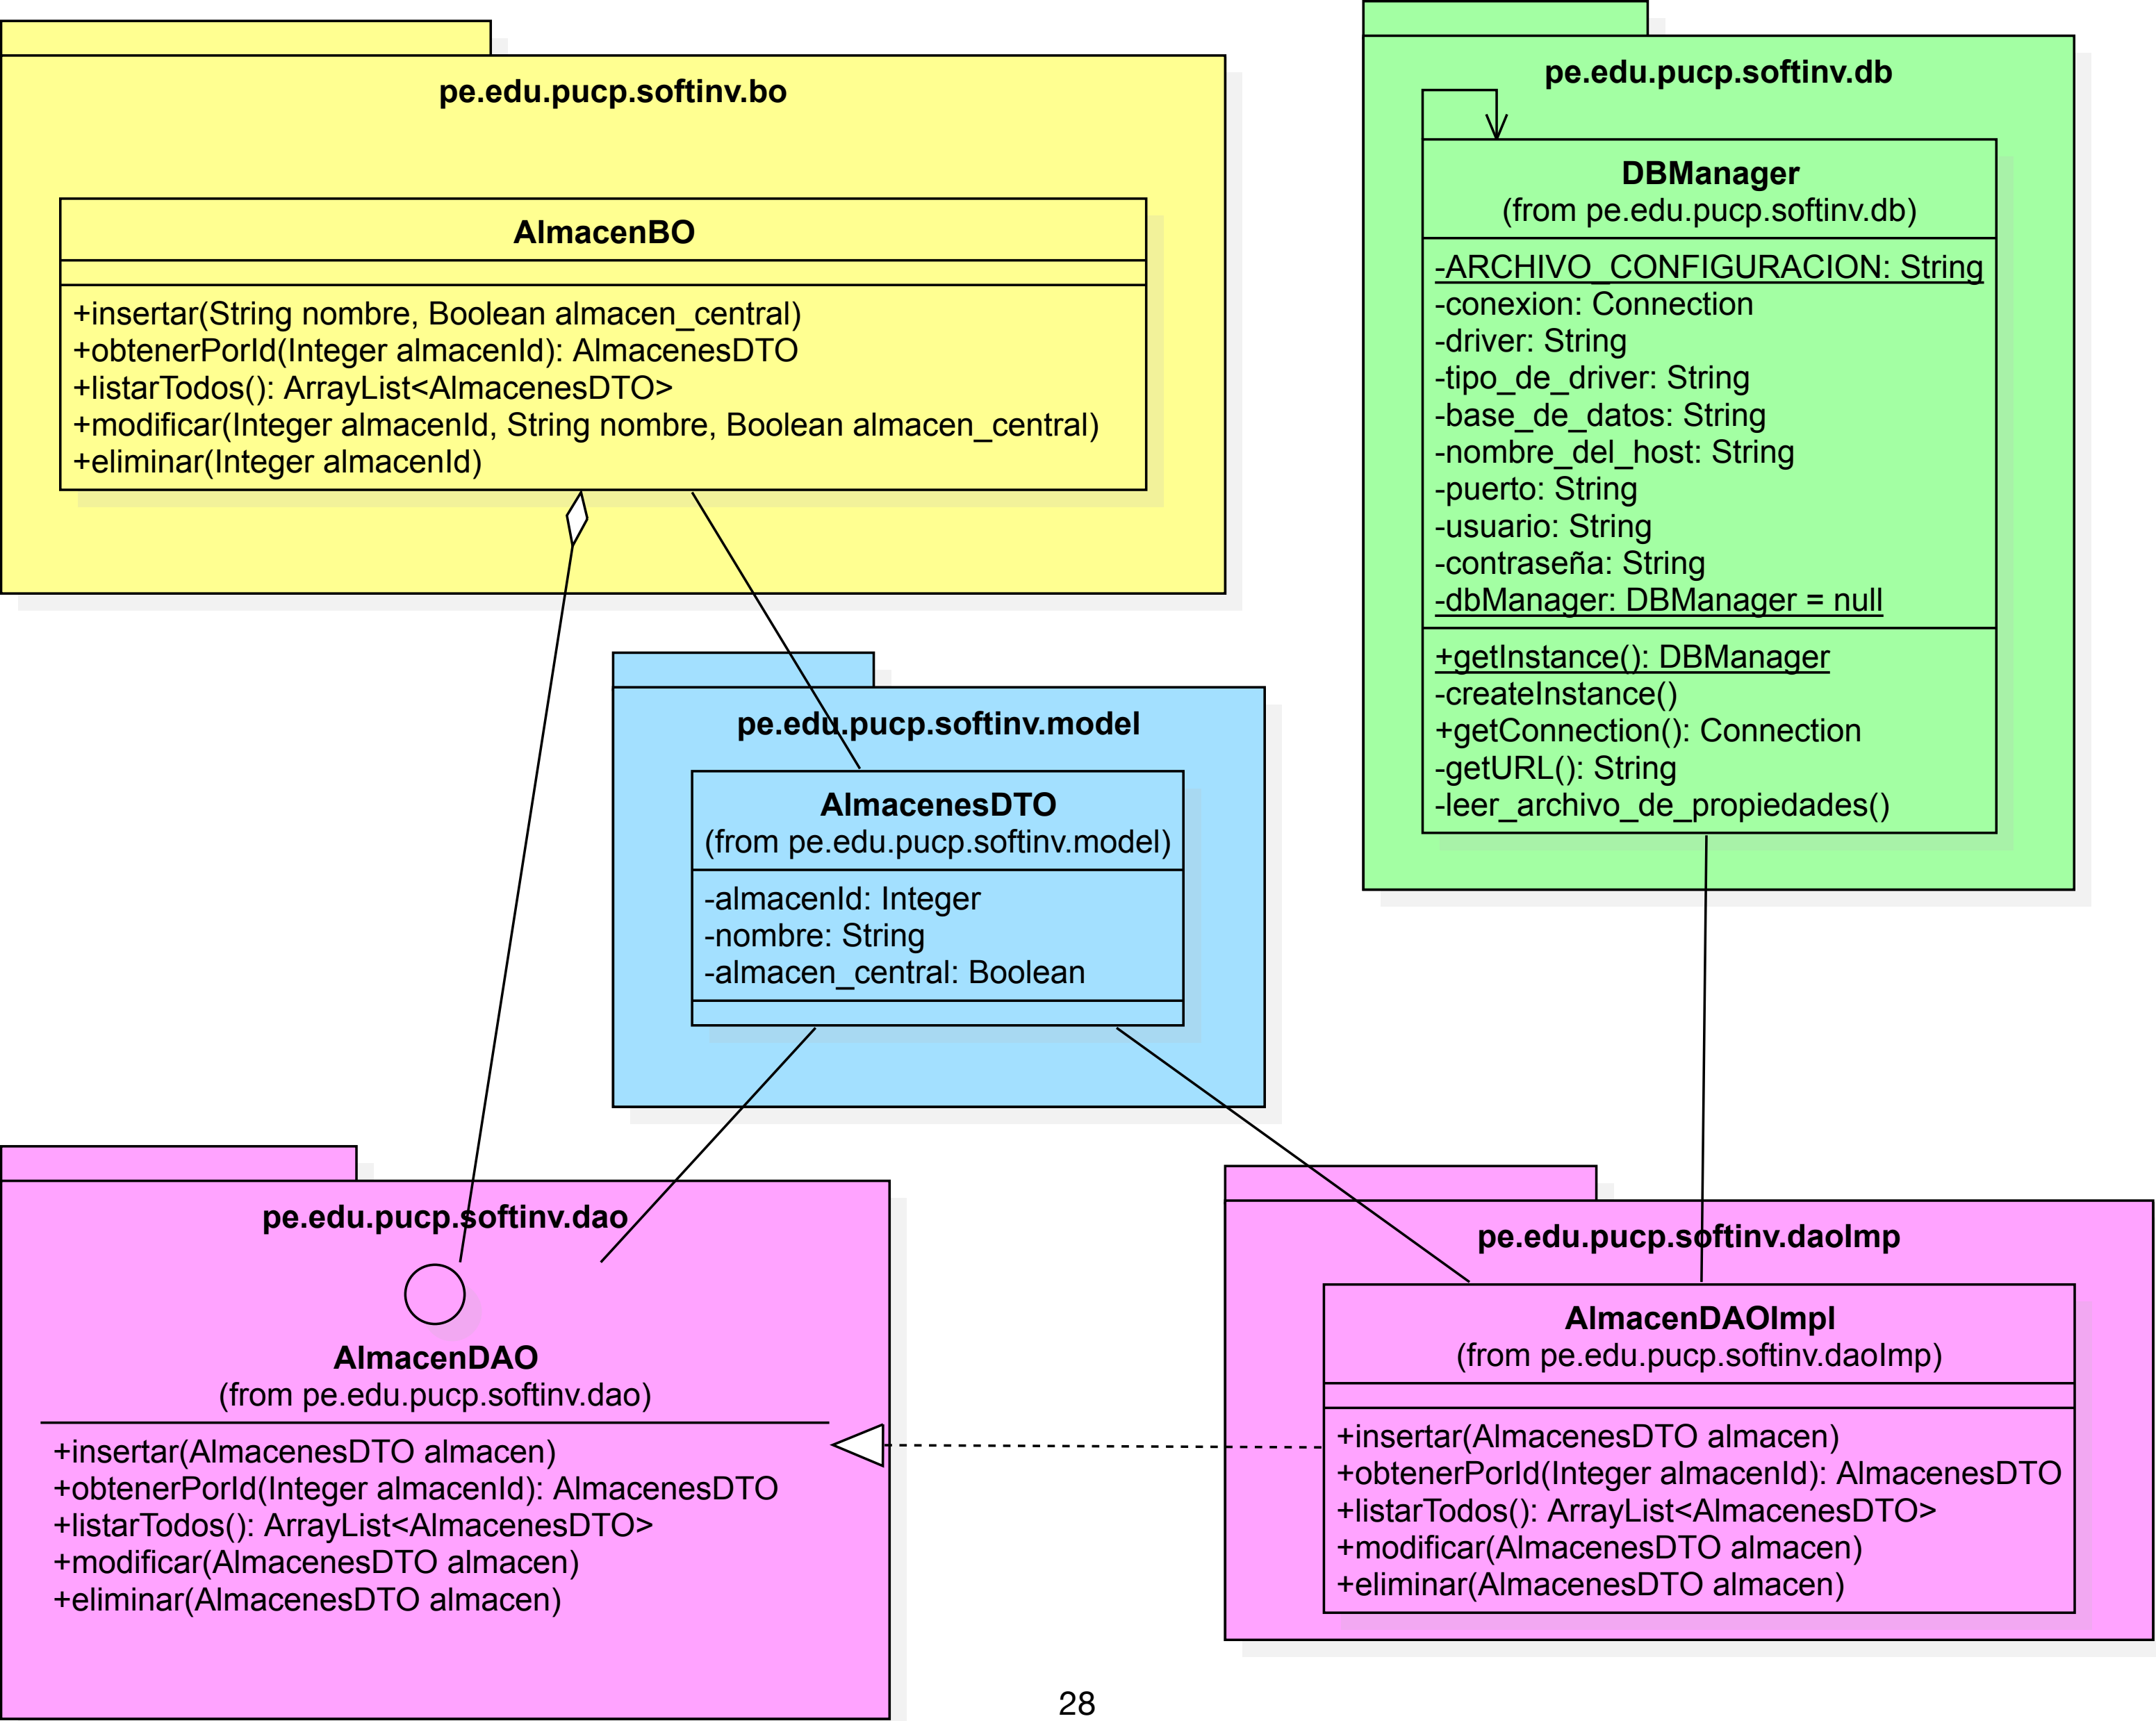 pe.edu.pucp.softinv.bo
AlmacenBO
+insertar(String nombre, Boolean almacen_central)
+obtenerPorId(Integer almacenId): AlmacenesDTO
+listarTodos(): ArrayList<AlmacenesDTO>
+modificar(Integer almacenId, String nombre, Boolean almacen_central)
+eliminar(Integer almacenId)
pe.edu.pucp.softinv.db
DBManager
(from pe.edu.pucp.softinv.db)
-ARCHIVO_CONFIGURACION: String
-conexion: Connection
-driver: String
-tipo_de_driver: String
-base_de_datos: String
-nombre_del_host: String
-puerto: String
-usuario: String
-contraseña: String
-dbManager: DBManager = null
+getInstance(): DBManager
-createInstance()
+getConnection(): Connection
-getURL(): String
-leer_archivo_de_propiedades()
pe.edu.pucp.softinv.model
AlmacenesDTO
(from pe.edu.pucp.softinv.model)
-almacenId: Integer
-nombre: String
-almacen_central: Boolean
pe.edu.pucp.softinv.dao
AlmacenDAO
(from pe.edu.pucp.softinv.dao)
+insertar(AlmacenesDTO almacen)
+obtenerPorId(Integer almacenId): AlmacenesDTO
+listarTodos(): ArrayList<AlmacenesDTO>
+modificar(AlmacenesDTO almacen)
+eliminar(AlmacenesDTO almacen)
pe.edu.pucp.softinv.daoImp
AlmacenDAOImpl
(from pe.edu.pucp.softinv.daoImp)
+insertar(AlmacenesDTO almacen)
+obtenerPorId(Integer almacenId): AlmacenesDTO
+listarTodos(): ArrayList<AlmacenesDTO>
+modificar(AlmacenesDTO almacen)
+eliminar(AlmacenesDTO almacen)
28